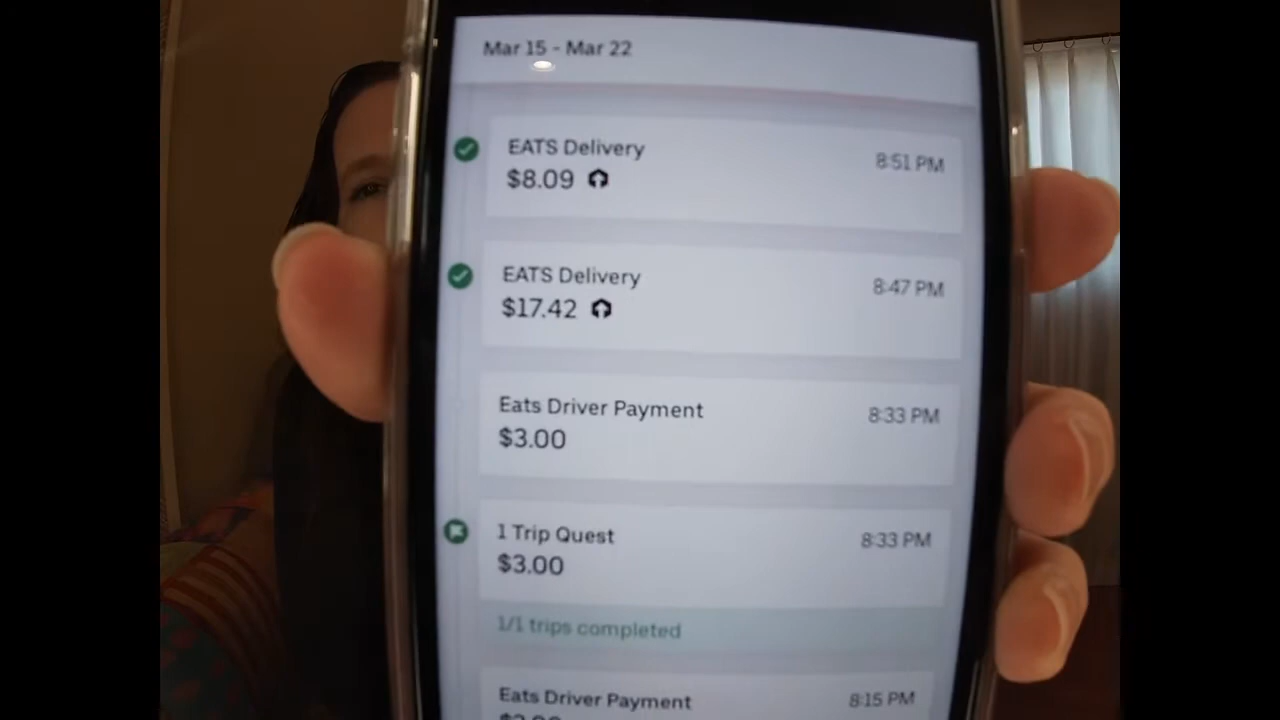 Mar 15 - Mar 22
EATS Delivery
8:51 PM
$8.09
EATS Delivery
8:47 PM
$17.42
Eats Driver Payment
8:33 PM
$3.00
1 Trip Quest
8:33 PM
$3.00
1/1 trips completed
Eats Driver Payment
8:15 PM